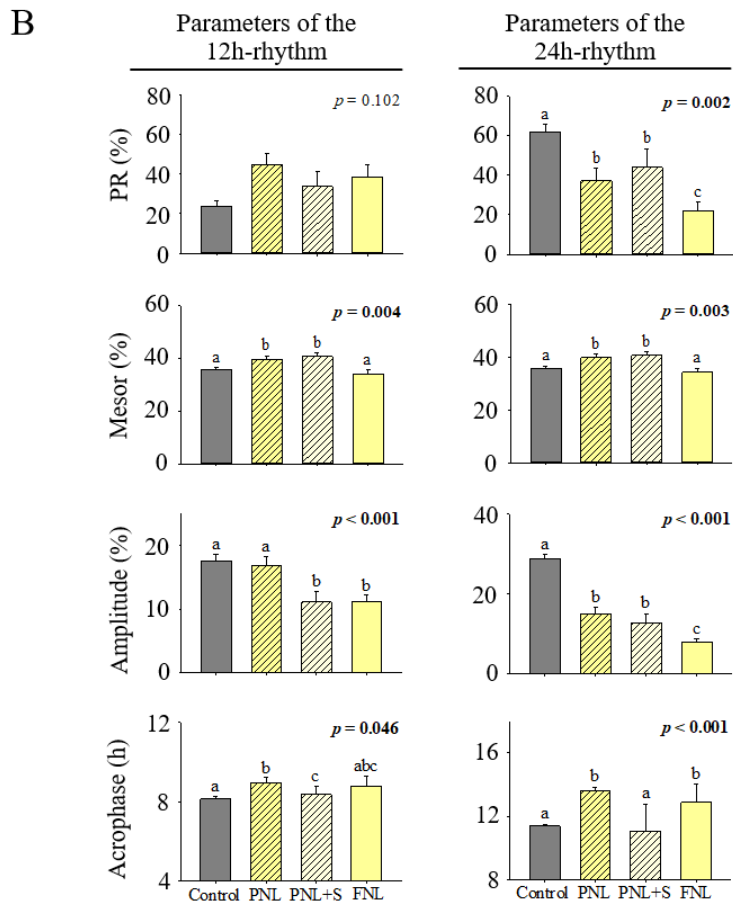 B
Parameters of the
12h-rhythm
Parameters of the
24h-rhythm
PR (%)
80
60
40
20
0
p = 0.102
80
60
40
20
0
p = 0.002
a
b
b
c
Mesor (%)
60
40
20
0
p = 0.004
a
b
b
a
60
40
20
0
p = 0.003
a
b
b
a
Amplitude (%)
20
10
0
p < 0.001
a
a
b
b
40
20
0
p < 0.001
a
b
b
c
Acrophase (h)
12
8
4
p = 0.046
a
b
c
abc
Control PNL PNL+S FNL
16
12
8
p < 0.001
a
b
a
b
Control PNL PNL+S FNL